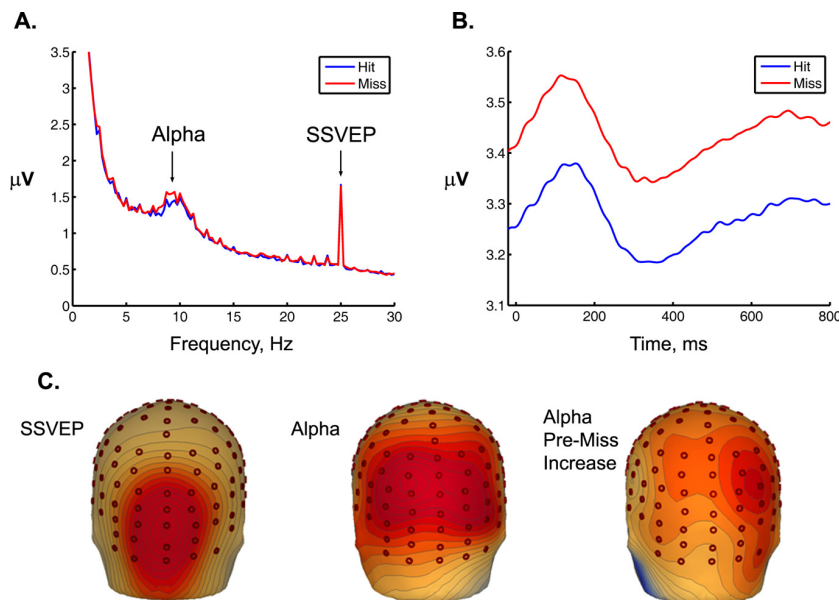 A.
3.5
3
2.5
2
1.5
1
0.5
0
μV
Hit
Miss
Alpha
SSVEP
0
5
10
15
20
25
30
Frequency, Hz
B.
3.6
3.5
3.4
3.3
3.2
3.1
μV
Hit
Miss
0
200
400
600
800
Time, ms
C.
SSVEP
Alpha
Alpha
Pre-Miss
Increase